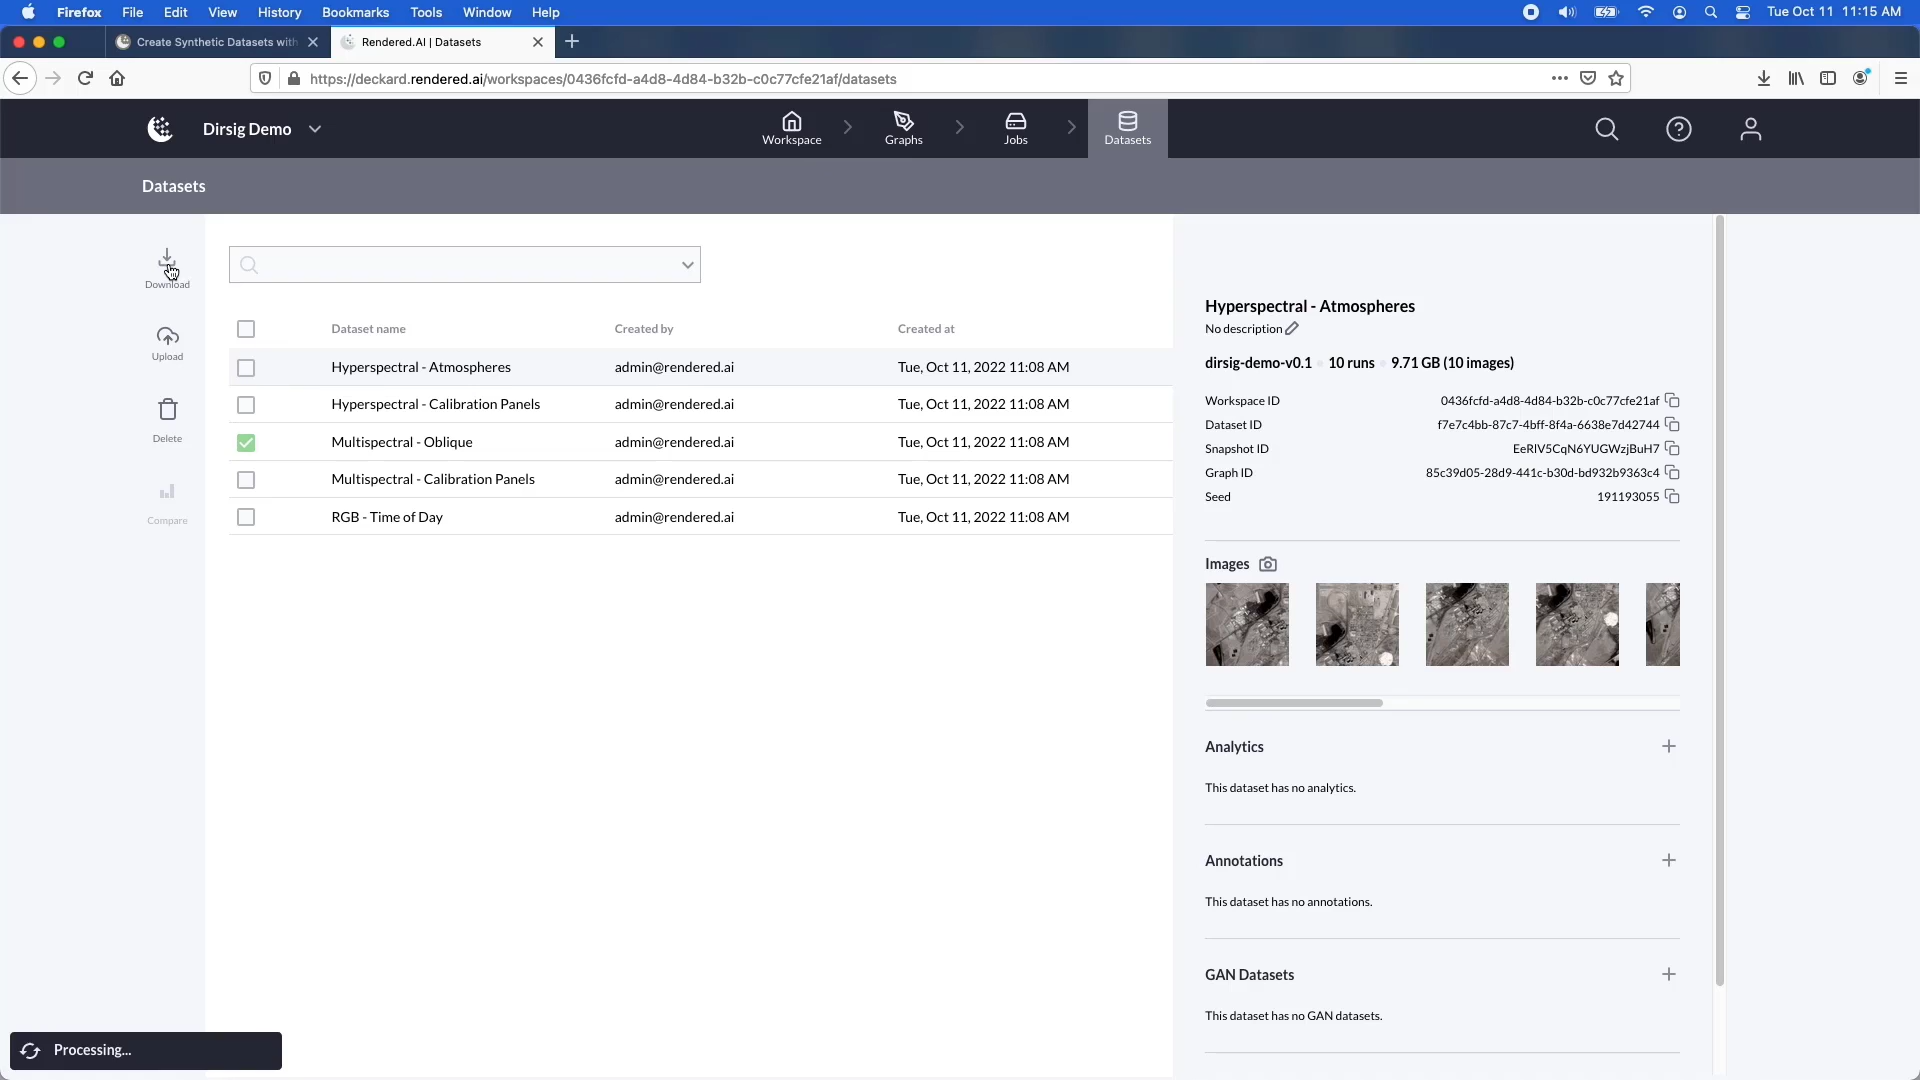 Firefox File Edit View History Bookmarks Tools Window Help Tue Oct 11 11:15 AM
Create Synthetic Datasets with
Rendered.AI | Datasets
https://deckard.rendered.ai/workspaces/0436fcfd-a4d8-4d84-b32b-c0c77cfe21af/datasets
Dirsig Demo
Workspace
Graphs
Jobs
Datasets
Datasets
Download
Upload
Delete
Compare
Dataset name Created by Created at
Hyperspectral - Atmospheres admin@rendered.ai Tue, Oct 11, 2022 11:08 AM
Hyperspectral - Calibration Panels admin@rendered.ai Tue, Oct 11, 2022 11:08 AM
Multispectral - Oblique admin@rendered.ai Tue, Oct 11, 2022 11:08 AM
Multispectral - Calibration Panels admin@rendered.ai Tue, Oct 11, 2022 11:08 AM
RGB - Time of Day admin@rendered.ai Tue, Oct 11, 2022 11:08 AM
Hyperspectral - Atmospheres
No description
dirsig-demo-v0.1 10 runs 9.71 GB (10 images)
Workspace ID 0436fcfd-a4d8-4d84-b32b-c0c77cfe21af
Dataset ID f7e7c4bb-87c7-4bff-8f4a-6638e7d42744
Snapshot ID EeRIV5CqN6YUGWzjBuH7
Graph ID 85c39d05-28d9-441c-b30d-bd932b9363c4
Seed 191193055
Images
Analytics
This dataset has no analytics.
Annotations
This dataset has no annotations.
GAN Datasets
This dataset has no GAN datasets.
Processing...